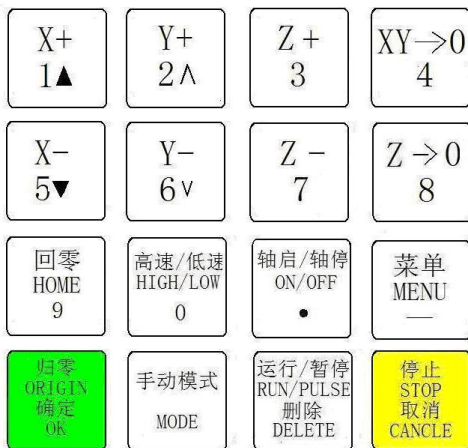 X+
1▲
Y+
2∧
Z+
3
XY->0
4
X-
5▼
Y-
6∨
Z-
7
Z->0
8
回零
HOME
9
高速/低速
HIGH/LOW
0
轴启/轴停
ON/OFF
•
菜单
MENU
—
归零
ORIGIN
确定
OK
手动模式
MODE
运行/暂停
RUN/PULSE
删除
DELETE
停止
STOP
取消
CANCLE